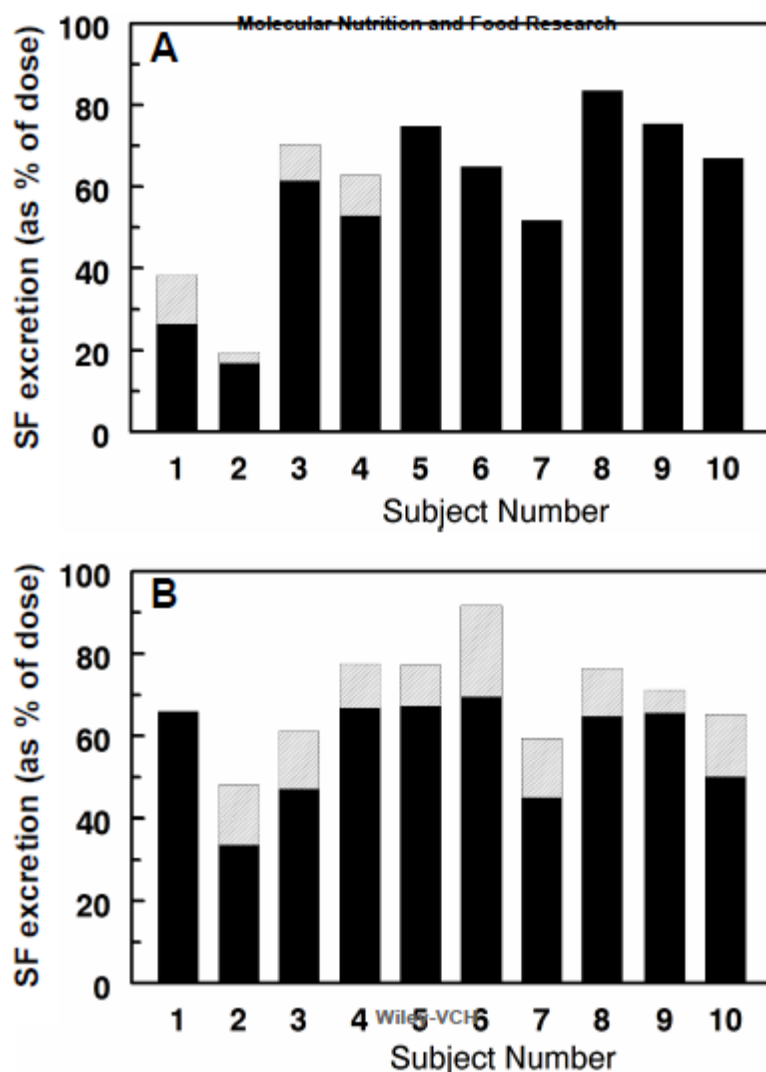 Molecular Nutrition and Food Research
A
SF excretion (as % of dose)
100
80
60
40
20
0
1 2 3 4 5 6 7 8 9 10
Subject Number
B
SF excretion (as % of dose)
100
80
60
40
20
0
1 2 3 4 5 6 7 8 9 10
Wiley-VCH
Subject Number